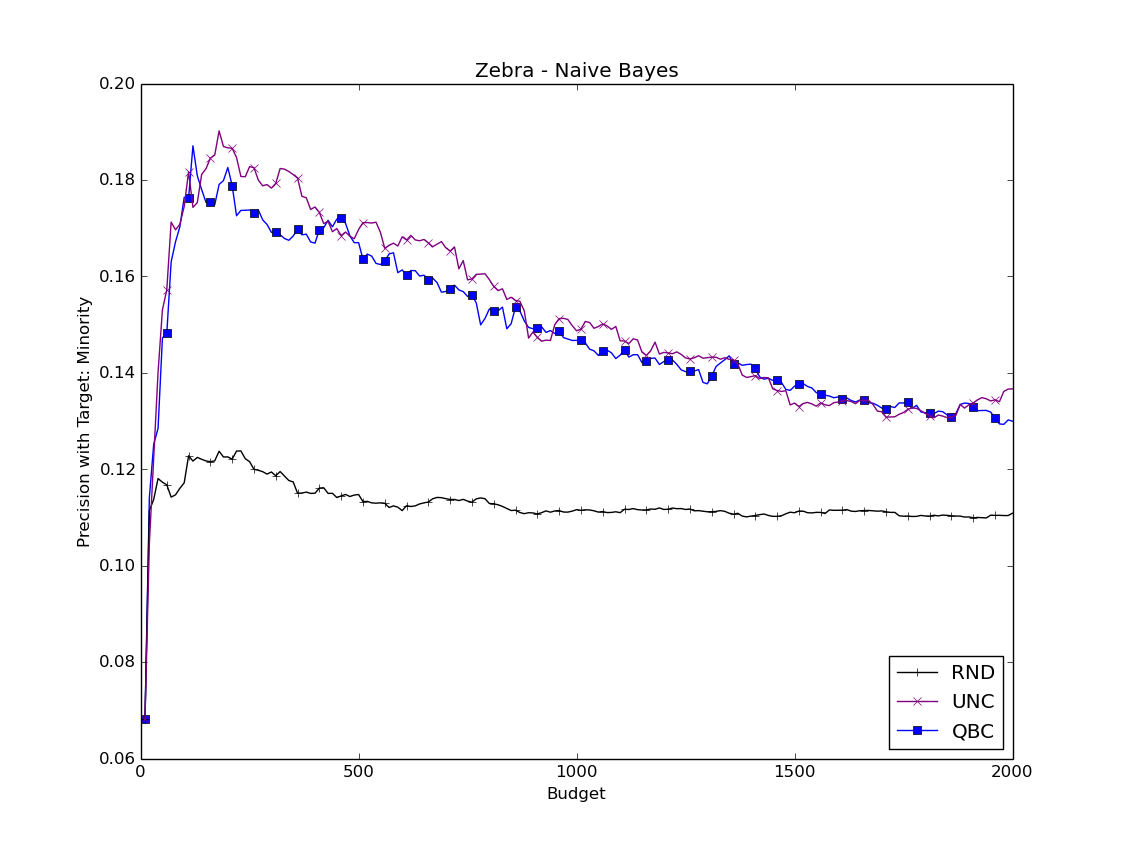 Zebra - Naive Bayes
Precision with Target: Minority
0.20
0.18
0.16
0.14
0.12
0.10
0.08
0.06
0
500
1000
1500
2000
Budget
RND
UNC
QBC